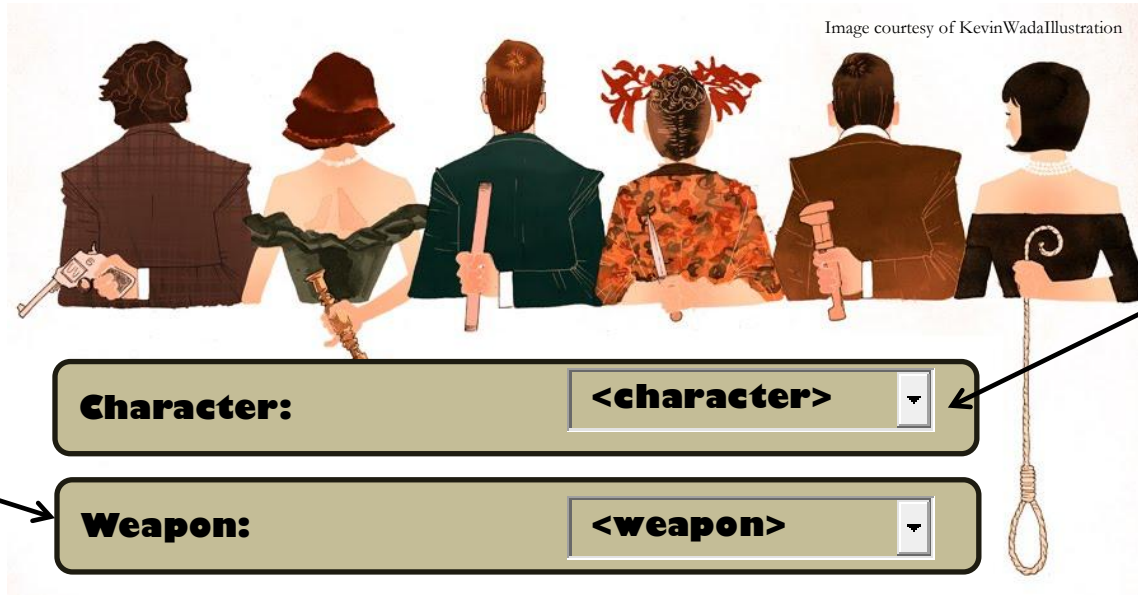 Image courtesy of KevinWadaIllustration
Character: <character>
Weapon: <weapon>